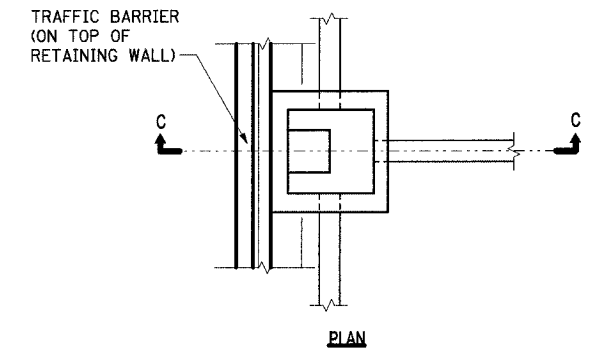 TRAFFIC BARRIER
(ON TOP OF
RETAINING WALL)
C
C
PLAN